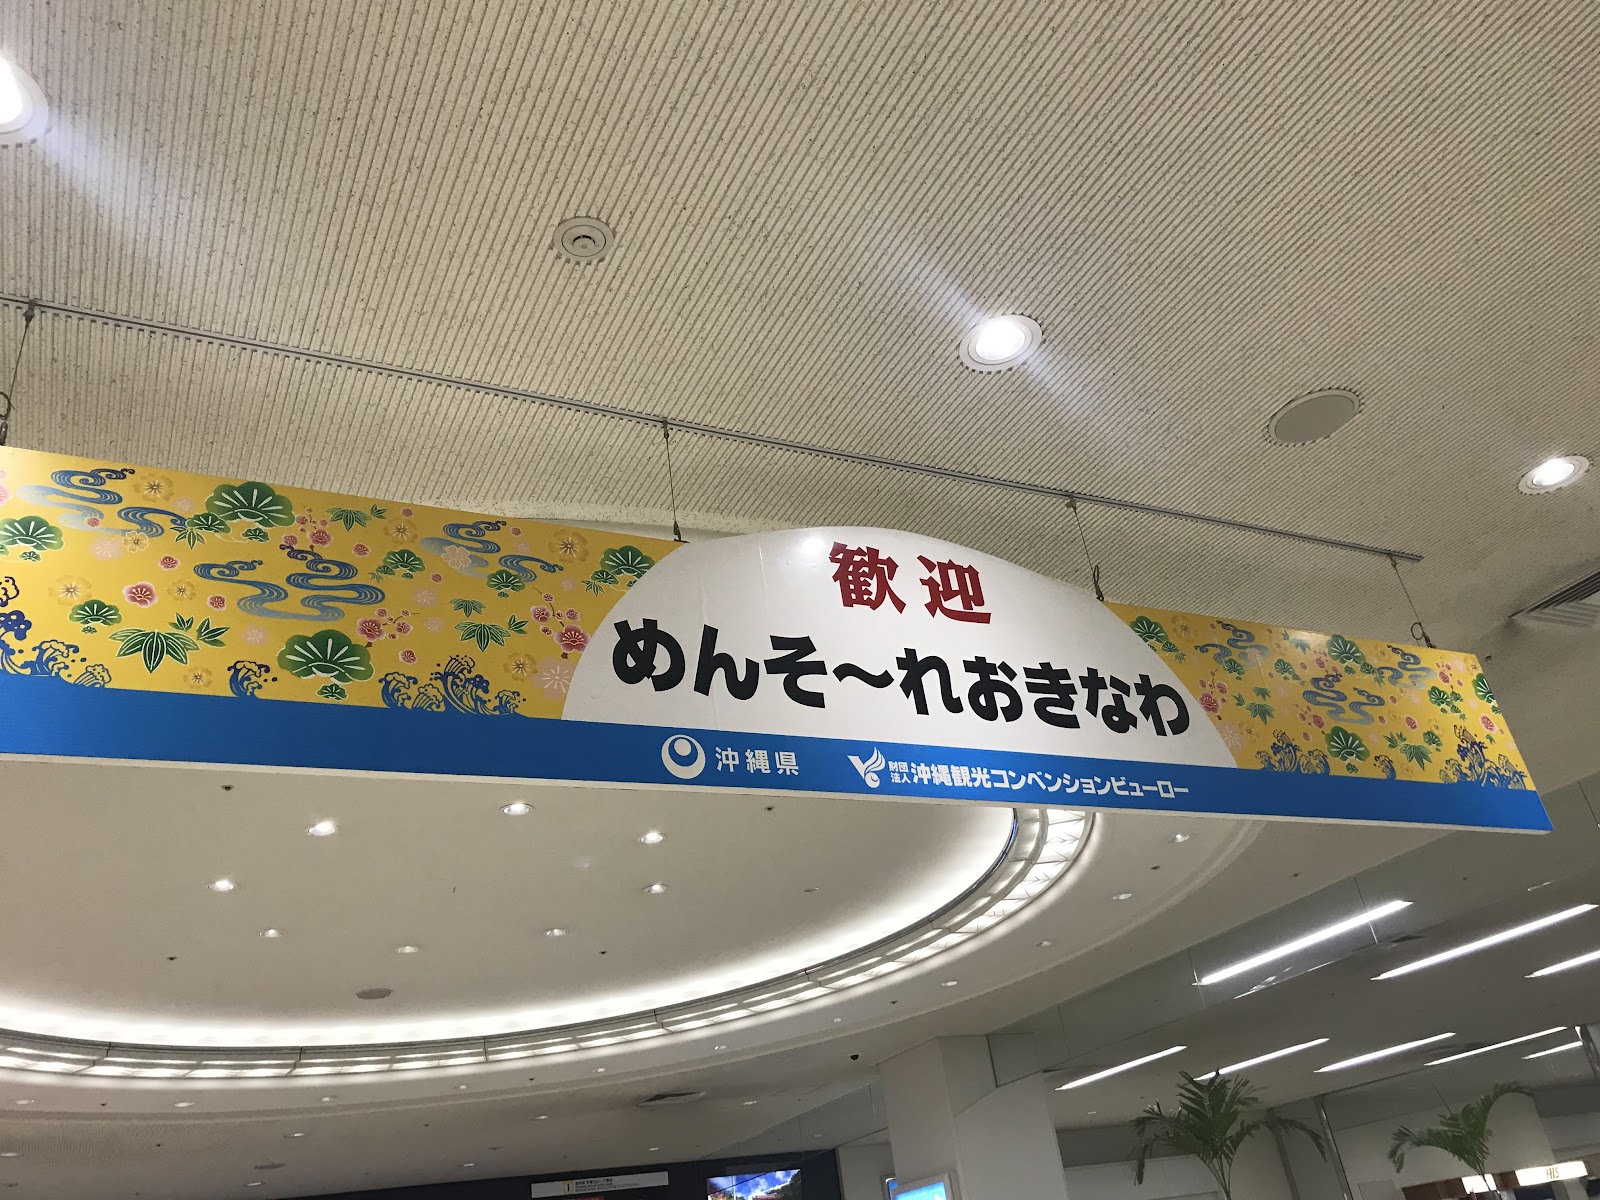 歓迎
めんそ～れおきなわ
沖縄県
財団法人 沖縄観光コンベンションビューロー
HIS